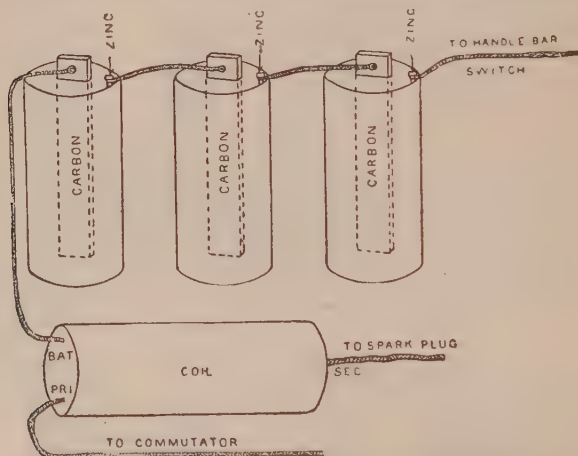 ZINC
ZINC
ZINC
TO HANDLE BAR
SWITCH
CARBON
CARBON
CARBON
BAT
PRI
COIL
TO SPARK PLUG
SEC
TO COMMUTATOR